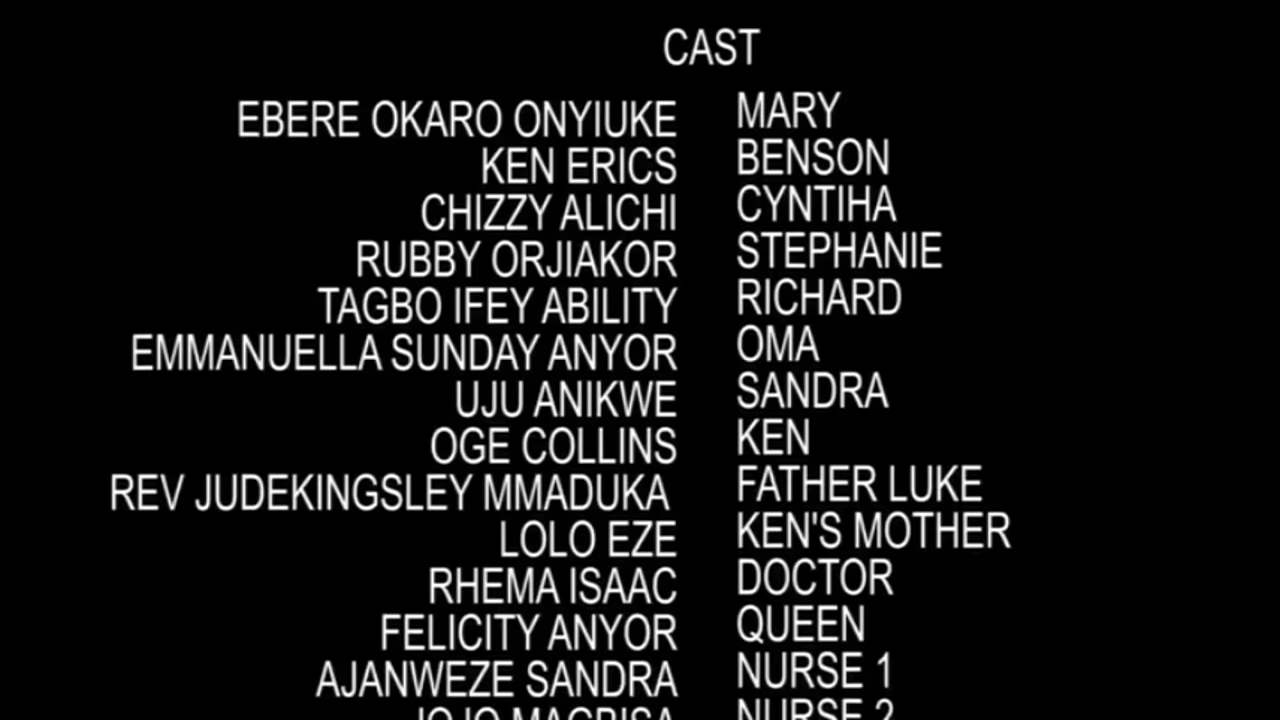 CAST
EBERE OKARO ONYIUKE MARY
KEN ERICS BENSON
CHIZZY ALICHI CYNTIHA
RUBBY ORJIAKOR STEPHANIE
TAGBO IFEY ABILITY RICHARD
EMMANUELLA SUNDAY ANYOR OMA
UJU ANIKWE SANDRA
OGE COLLINS KEN
REV JUDEKINGSLEY MMADUKA FATHER LUKE
LOLO EZE KEN'S MOTHER
RHEMA ISAAC DOCTOR
FELICITY ANYOR QUEEN
AJANWEZE SANDRA NURSE 1
NURSE 2